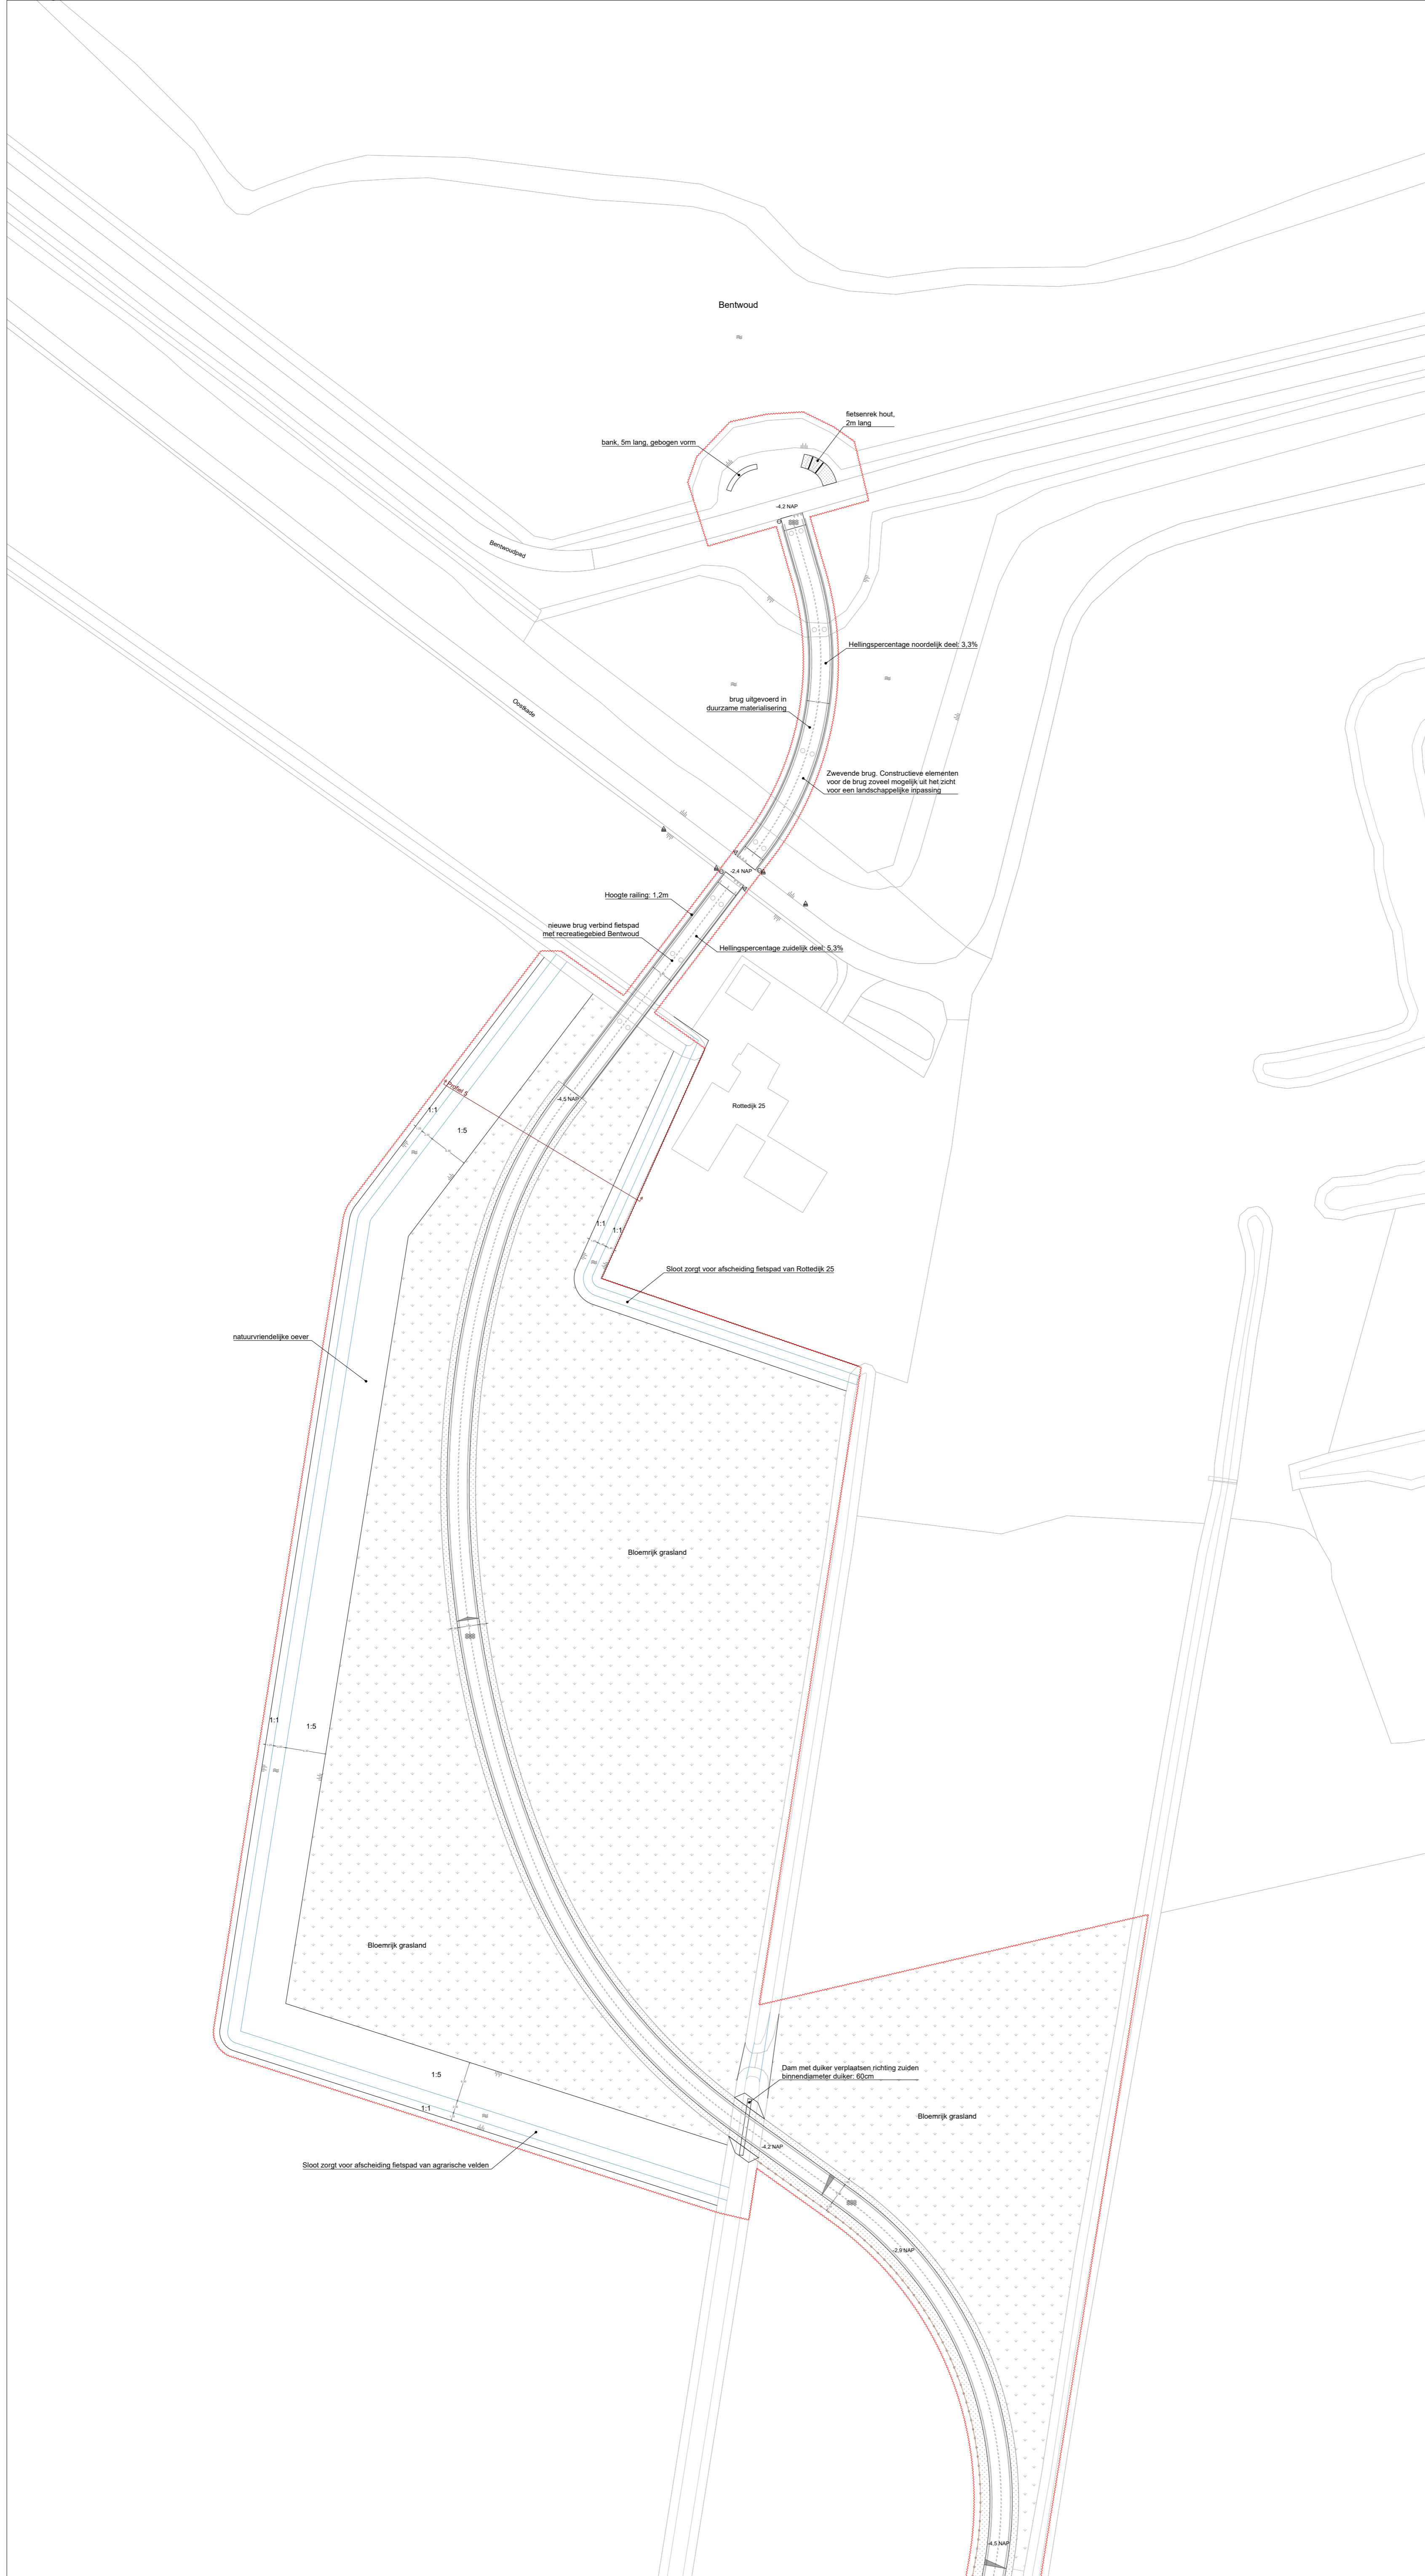 Bentwoud
fietsenrek hout,
2m lang
bank, 5m lang, gebogen vorm
-4,2 NAP
Bentwoudpad
Hellingspercentage noordelijk deel: 3,3%
brug uitgevoerd in
duurzame materialisering
Oostkade
Zwevende brug. Constructieve elementen
voor de brug zoveel mogelijk uit het zicht
voor een landschappelijke inpassing
-2,4 NAP
Hoogte railing: 1,2m
nieuwe brug verbind fietspad
met recreatiegebied Bentwoud
Hellingspercentage zuidelijk deel: 5,3%
Profiel 5
-4,5 NAP
1:1
1:5
Rottedijk 25
1:1
1:1
Sloot zorgt voor afscheiding fietspad van Rottedijk 25
natuurvriendelijke oever
Bloemrijk grasland
1:1
1:5
Bloemrijk grasland
1:5
1:1
Dam met duiker verplaatsen richting zuiden
binnendiameter duiker: 60cm
Bloemrijk grasland
-4,2 NAP
Sloot zorgt voor afscheiding fietspad van agrarische velden
-2,9 NAP
-4,5 NAP